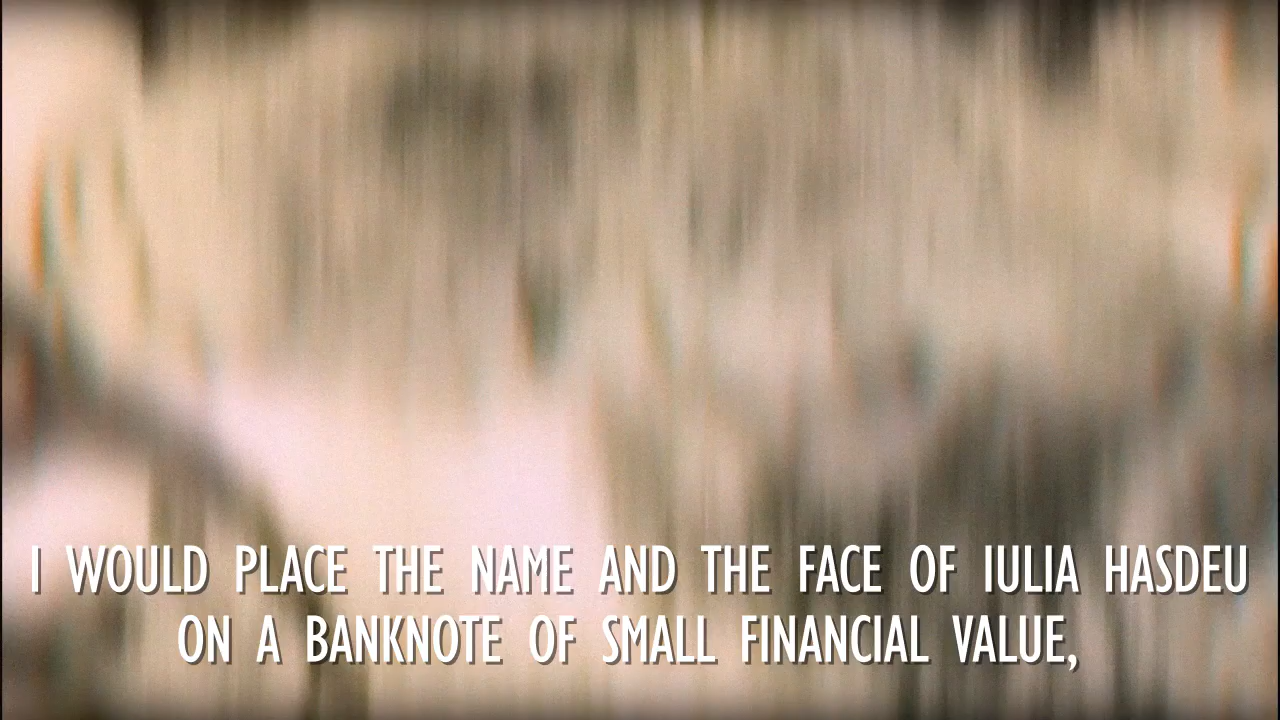 I WOULD PLACE THE NAME AND THE FACE OF IULIA HASDEU
ON A BANKNOTE OF SMALL FINANCIAL VALUE,